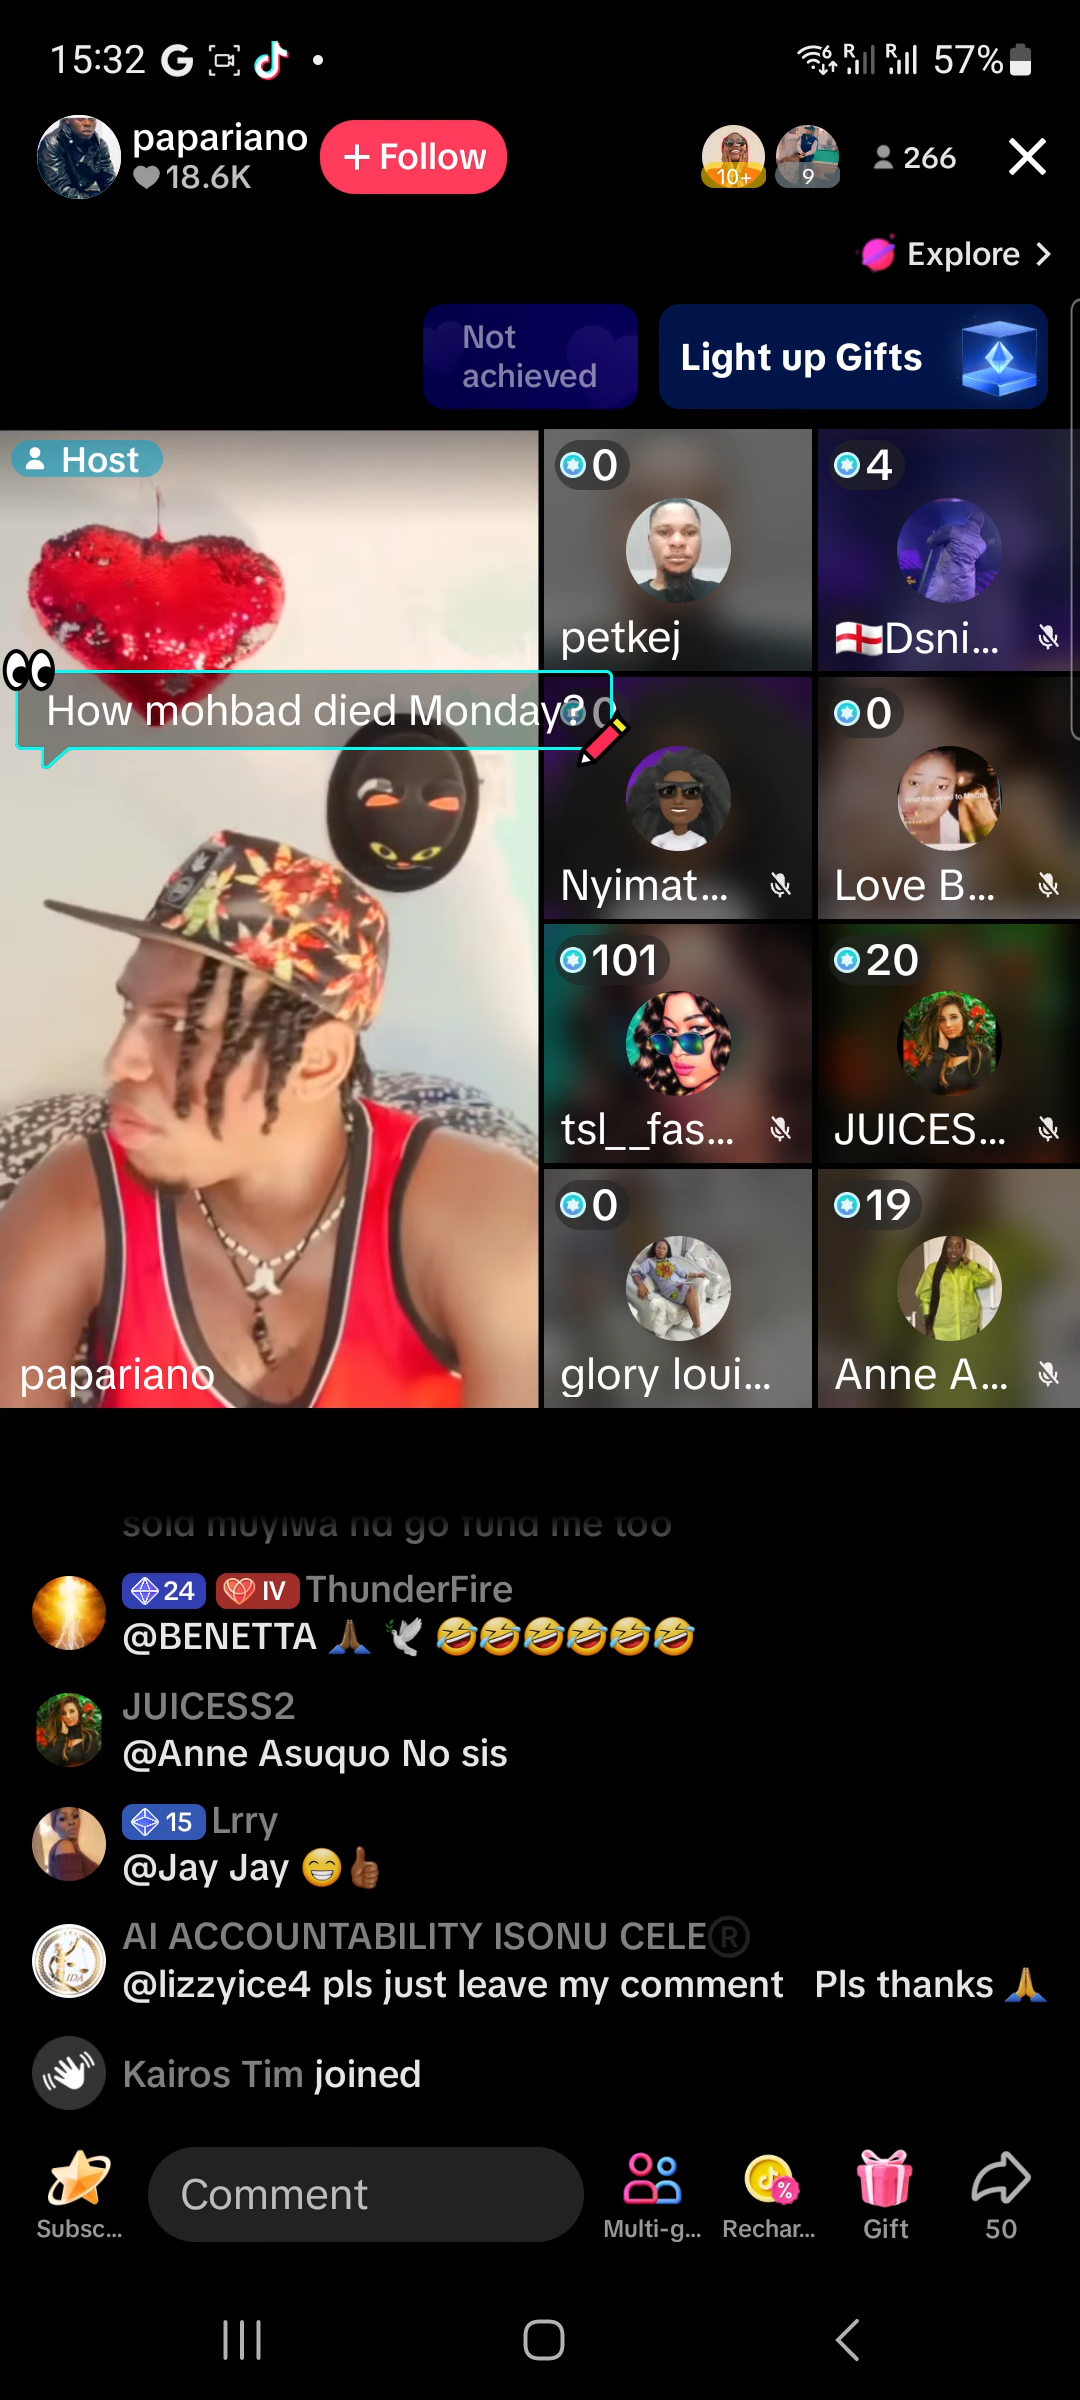 15:32
57%
papariano
18.6K
+ Follow
10+
9
266
Explore
Not
achieved
Light up Gifts
Host
How mohbad died Monday?
papariano
0
petkej
4
🏴󠁧󠁢󠁥󠁮󠁧󠁿Dsni...
0
Nyimat...
0
Love B...
101
tsl__fas...
20
JUICES...
0
glory loui...
19
Anne A...
sold muyiwa nd go fund me too
24 IV ThunderFire
@BENETTA 🙏🏾 🕊️ 🤣🤣🤣🤣🤣🤣
JUICESS2
@Anne Asuquo No sis
15 Lrry
@Jay Jay 😁👍🏾
AI ACCOUNTABILITY ISONU CELE®
@lizzyice4 pls just leave my comment Pls thanks 🙏
Kairos Tim joined
Comment
Subsc...
Multi-g...
Rechar...
Gift
50